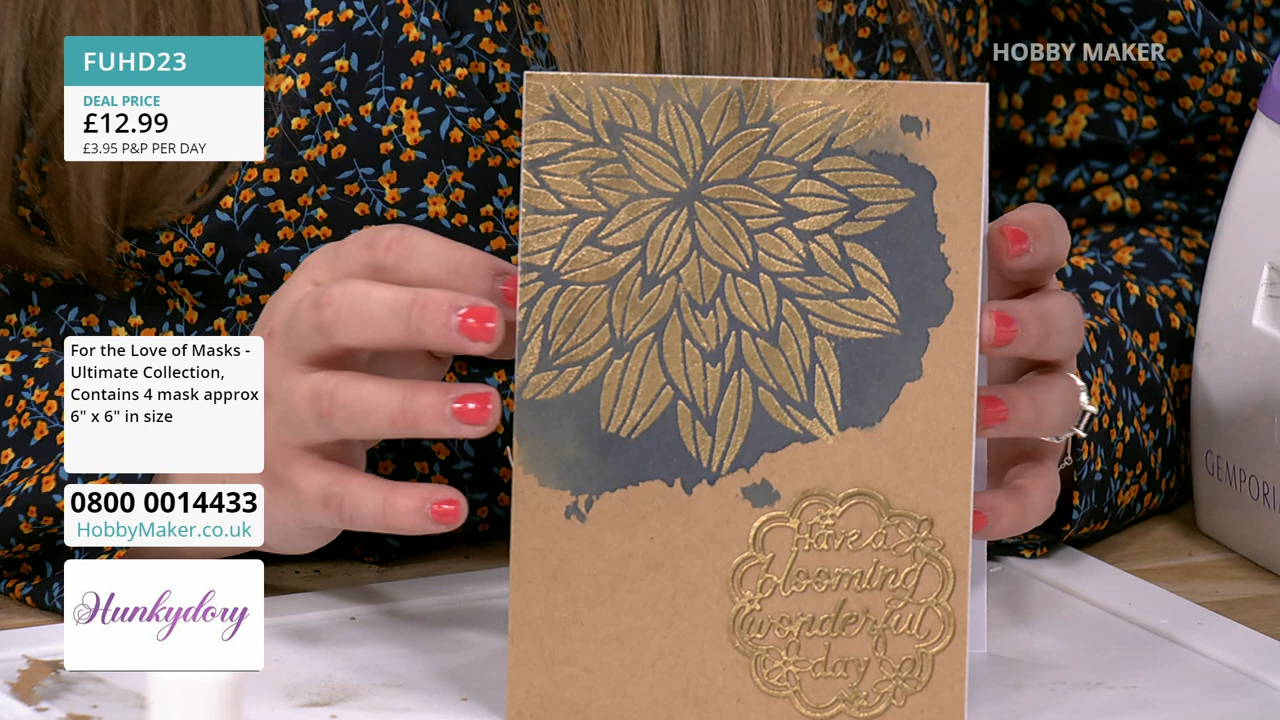 FUHD23
DEAL PRICE
£12.99
£3.95 P&P PER DAY
For the Love of Masks -
Ultimate Collection,
Contains 4 mask approx
6" x 6" in size
0800 0014433
HobbyMaker.co.uk
Hunkydory
HOBBY MAKER
Have a
blooming
wonderful
day
GEMPORI